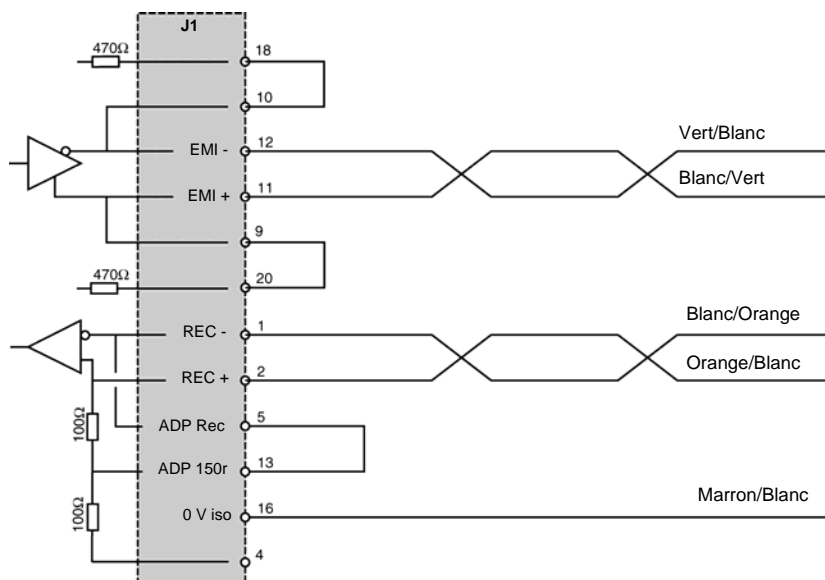 J1
470Ω
18
10
EMI - 12
Vert/Blanc
EMI + 11
Blanc/Vert
9
470Ω
20
REC - 1
Blanc/Orange
REC + 2
Orange/Blanc
100Ω
ADP Rec 5
ADP 150r 13
100Ω
0 V iso 16
Marron/Blanc
4